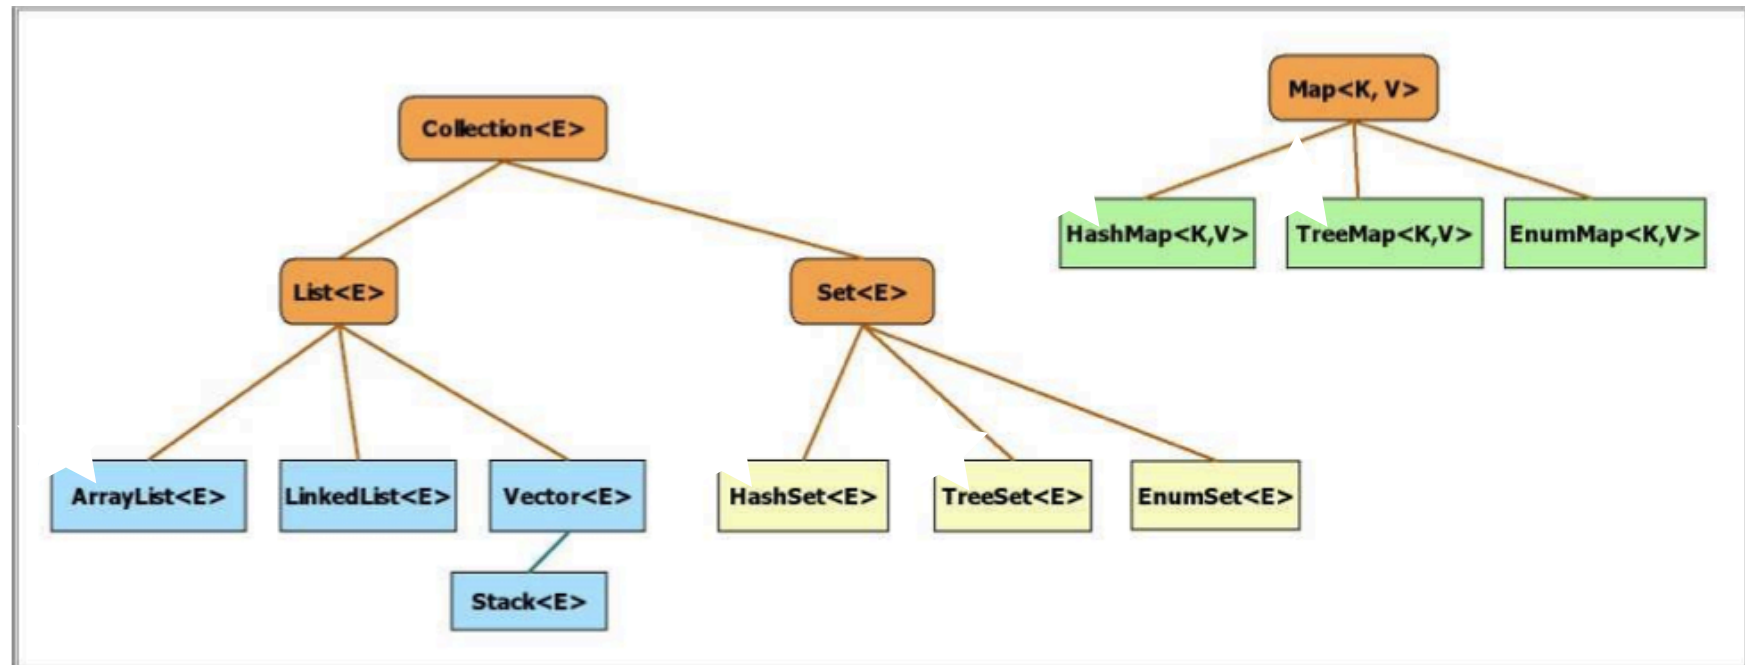 Map<K, V>
Collection<E>
HashMap<K,V>
TreeMap<K,V>
EnumMap<K,V>
List<E>
Set<E>
ArrayList<E>
LinkedList<E>
Vector<E>
HashSet<E>
TreeSet<E>
EnumSet<E>
Stack<E>